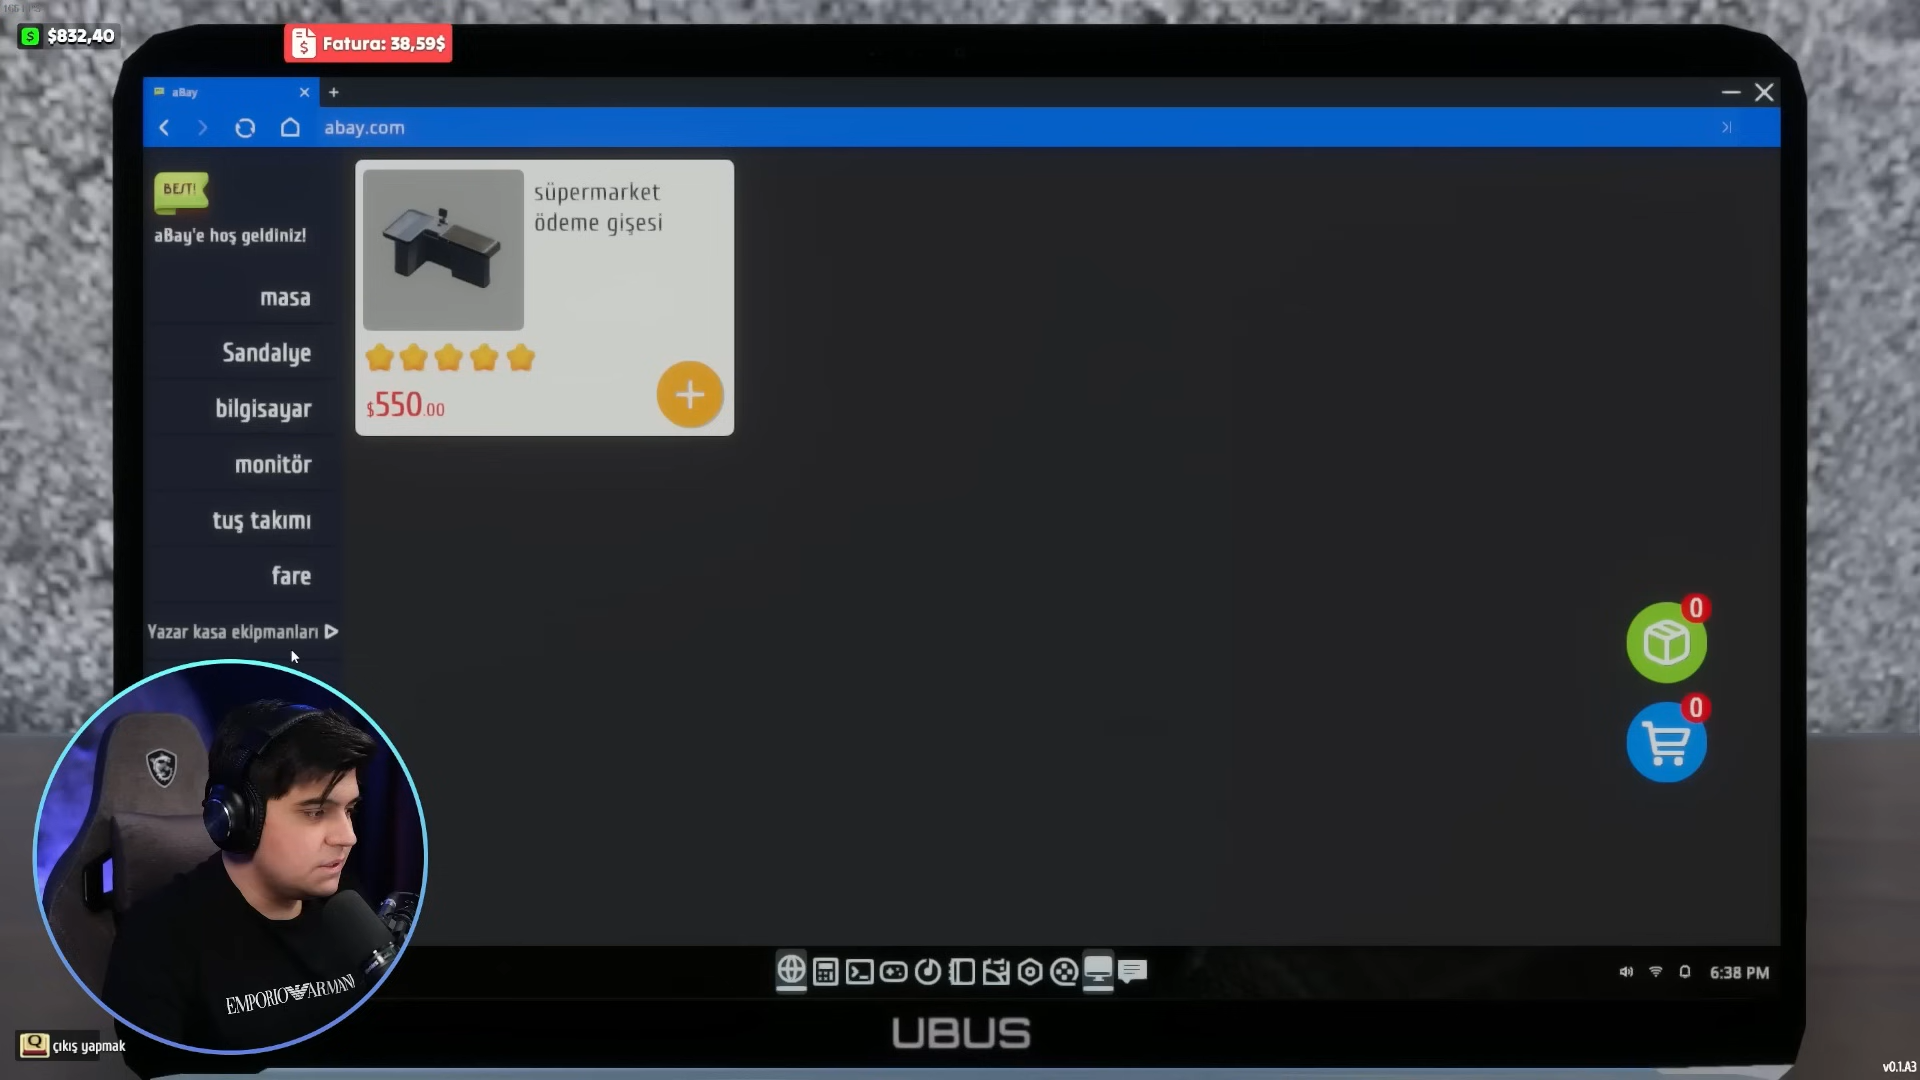 $832,40
Fatura: 38,59$
aBay
abay.com
BEST!
aBay'e hoş geldiniz!
masa
Sandalye
bilgisayar
monitör
tuş takımı
fare
Yazar kasa ekipmanları
süpermarket
ödeme gişesi
$550.00
0
0
6:38 PM
UBUS
EMPORIO ARMANI
Q çıkış yapmak
v0.1.A3